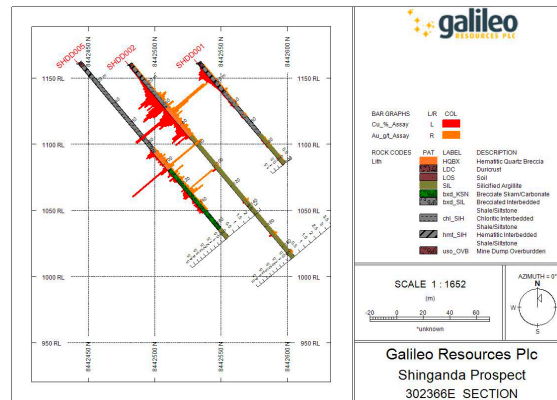 8442450 N
8442500 N
8442550 N
8442600 N
SHDD005
SHDD002
SHDD001
1150 RL
1150 RL
1100 RL
1100 RL
1050 RL
1050 RL
1000 RL
1000 RL
950 RL
950 RL
8442450 N
8442500 N
8442550 N
8442600 N
galileo
RESOURCES PLC
BAR GRAPHS L/R COL
Cu_%_Assay L
Au_g/t_Assay R
ROCK CODES PAT LABEL DESCRIPTION
Lith HQBX Hematitic Quartz Breccia
LDC Duricrust
LOS Soil
SIL Silicified Argillite
bxd_KSN Brecciate Skarn/Carbonate
bxd_SIL Brecciated Interbedded
Shale/Siltstone
chl_SIH Chloritic Interbedded
Shale/Siltstone
hmt_SIH Hematitic Interbedded
Shale/Siltstone
uso_OVB Mine Dump Overburdden
SCALE 1 : 1652
(m)
-20 0 20 40 60
*unknown
AZIMUTH = 0°
N
W E
S
Galileo Resources Plc
Shinganda Prospect
302366E SECTION